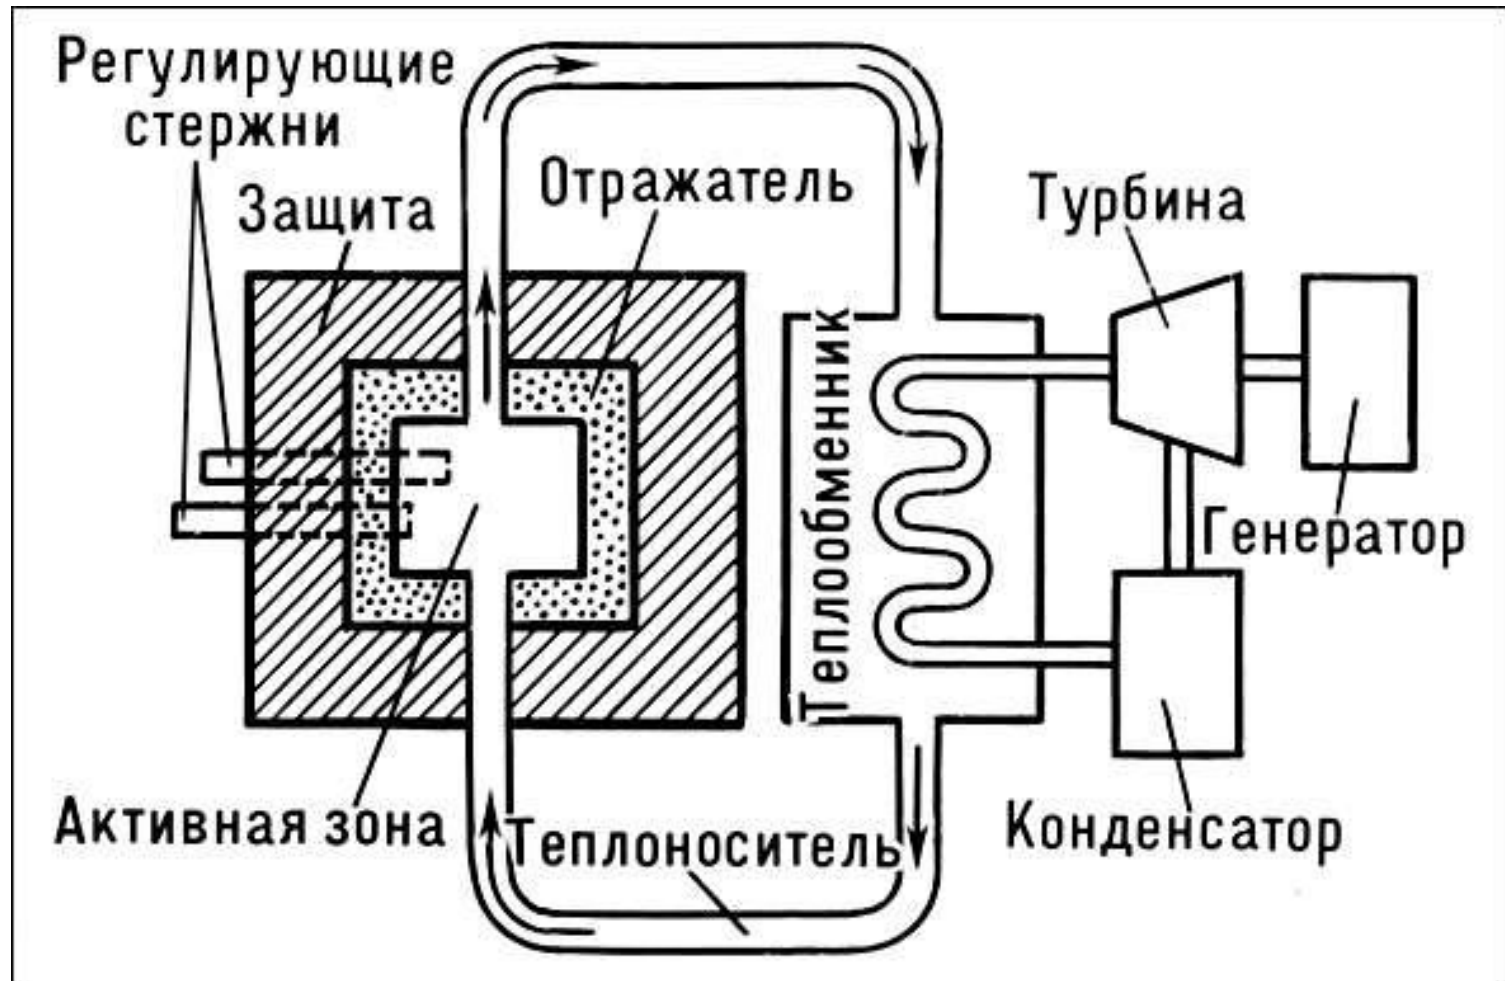 Регулирующие
стержни
Защита
Отражатель
Турбина
Теплообменник
Генератор
Активная зона
Теплоноситель
Конденсатор